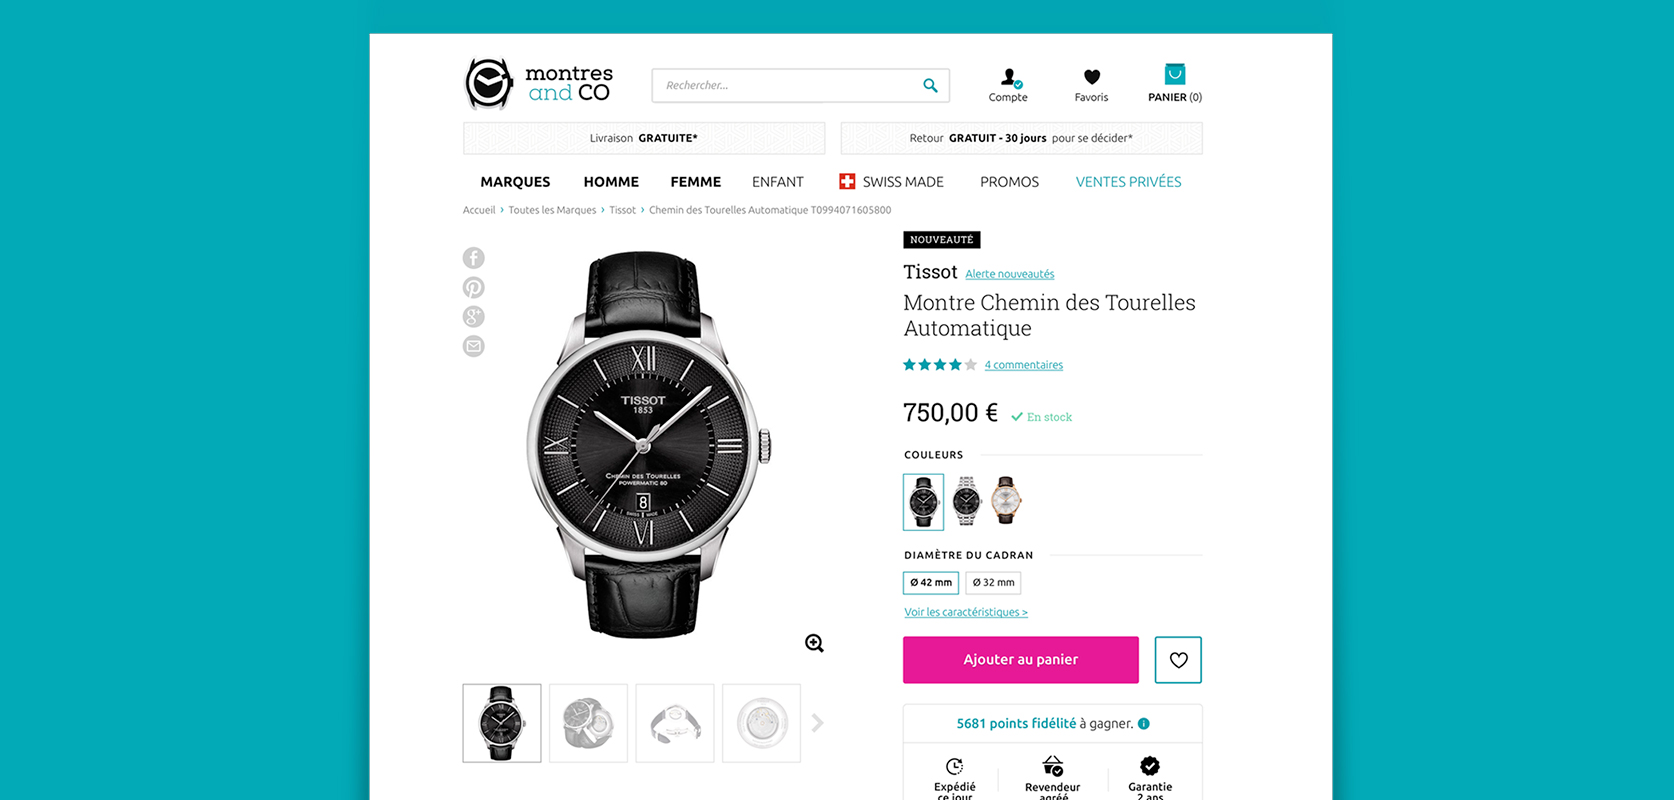 montres
and CO
Rechercher...
Compte
Favoris
PANIER (0)
Livraison GRATUITE*
Retour GRATUIT - 30 jours pour se décider*
MARQUES HOMME FEMME ENFANT SWISS MADE PROMOS VENTES PRIVÉES
Accueil > Toutes les Marques > Tissot > Chemin des Tourelles Automatique T0994071605800
NOUVEAUTÉ
Tissot Alerte nouveautés
Montre Chemin des Tourelles
Automatique
4 commentaires
750,00 € En stock
COULEURS
DIAMÈTRE DU CADRAN
Ø 42 mm Ø 32 mm
Voir les caractéristiques >
Ajouter au panier
5681 points fidélité à gagner.
Expédié
ce jour
Revendeur
agréé
Garantie
2 ans
XII
TISSOT
1853
CHEMIN DES TOURELLES
POWERMATIC 80
8
SWISS MADE
VI